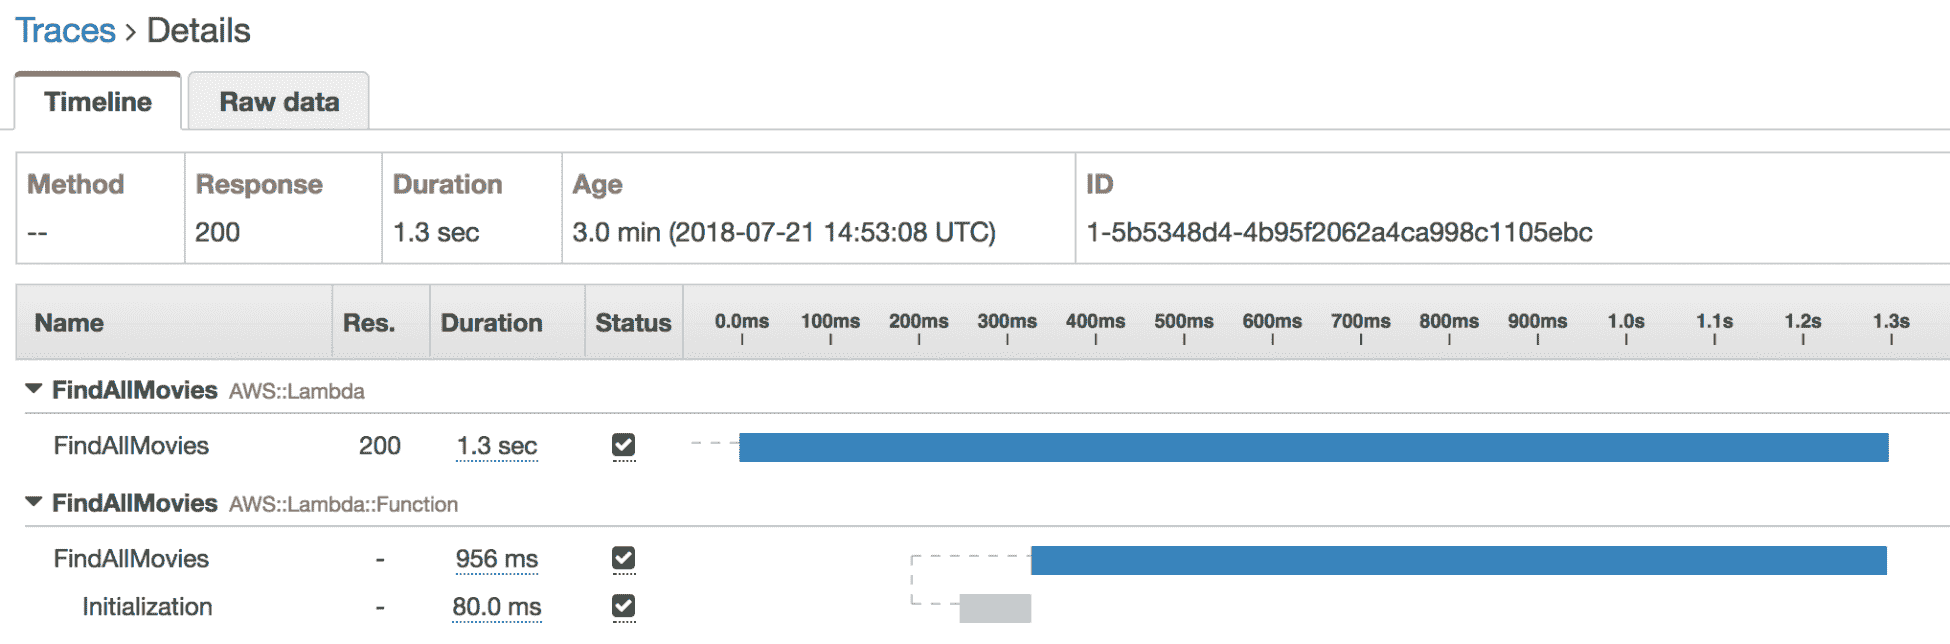 Traces › Details
Timeline Raw data
Method Response Duration Age ID
-- 200 1.3 sec 3.0 min (2018-07-21 14:53:08 UTC) 1-5b5348d4-4b95f2062a4ca998c1105ebc
Name Res. Duration Status 0.0ms 100ms 200ms 300ms 400ms 500ms 600ms 700ms 800ms 900ms 1.0s 1.1s 1.2s 1.3s
FindAllMovies AWS::Lambda
FindAllMovies 200 1.3 sec
FindAllMovies AWS::Lambda::Function
FindAllMovies - 956 ms
Initialization - 80.0 ms